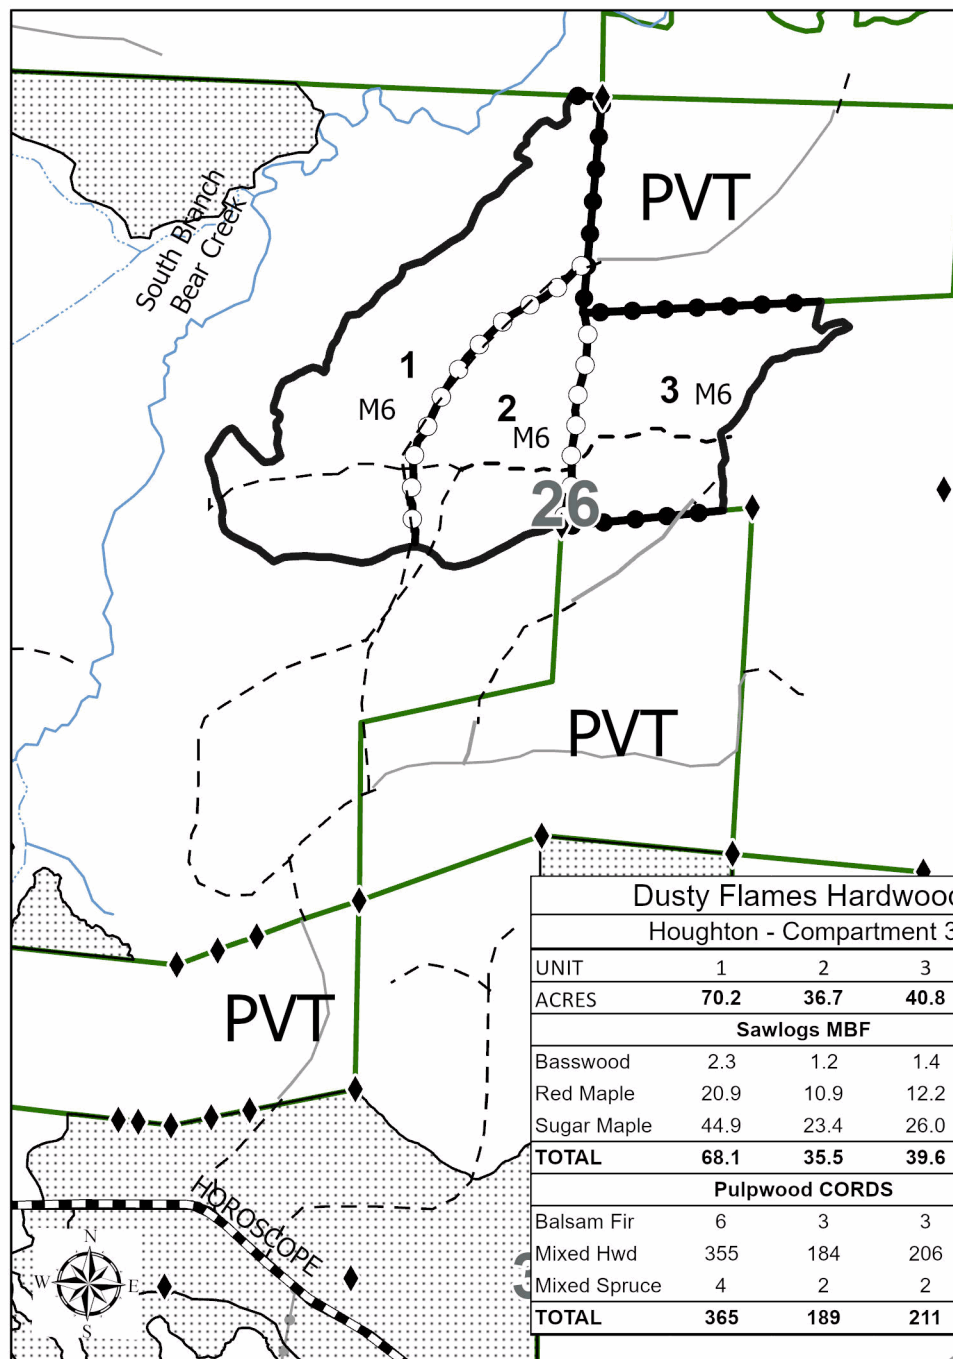 PVT
South Branch
Bear Creek
1
M6
2
M6
3 M6
26
PVT
PVT
HOROSCOPE
N
W E
S
Dusty Flames Hardwoo
Houghton - Compartment 3
UNIT 1 2 3
ACRES 70.2 36.7 40.8
Sawlogs MBF
Basswood 2.3 1.2 1.4
Red Maple 20.9 10.9 12.2
Sugar Maple 44.9 23.4 26.0
TOTAL 68.1 35.5 39.6
Pulpwood CORDS
Balsam Fir 6 3 3
Mixed Hwd 355 184 206
Mixed Spruce 4 2 2
TOTAL 365 189 211